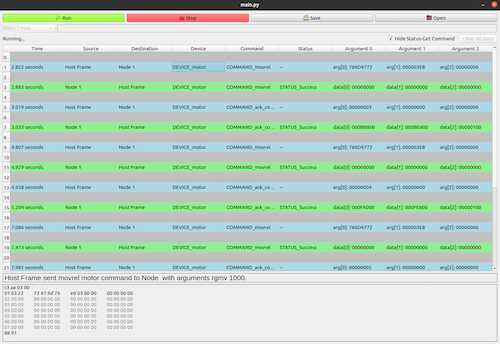 main.py
Run Stop Save Open
Filter Time
Running... Hide Status-Get Command Clear All Data
Time Source Destination Device Command Status Argument 0 Argument 1 Argument 2
0
1 2.822 seconds Host Frame Node 1 DEVICE_motor COMMAND_movrel -- arg[0]: 766D6772 arg[1]: 000003E8 arg[2]: 00000000
2
3 2.883 seconds Node 1 Host Frame DEVICE_motor COMMAND_movrel STATUS_Success data[0]: 00000000 data[1]: 00000000 data[2]: 00000000
4
5 3.019 seconds Host Frame Node 1 DEVICE_motor COMMAND_ack_co... -- arg[0]: 00000003 arg[1]: 00000000 arg[2]: 00000000
6
7 3.033 seconds Node 1 Host Frame DEVICE_motor COMMAND_ack_co... STATUS_Success data[0]: 000BB800 data[1]: 000BE600 data[2]: 00000100
8
9 4.807 seconds Host Frame Node 1 DEVICE_motor COMMAND_movrel -- arg[0]: 766D6772 arg[1]: 000003E8 arg[2]: 00000000
10
11 4.929 seconds Node 1 Host Frame DEVICE_motor COMMAND_movrel STATUS_Success data[0]: 00000000 data[1]: 00000000 data[2]: 00000000
12
13 4.938 seconds Host Frame Node 1 DEVICE_motor COMMAND_ack_co... -- arg[0]: 00000004 arg[1]: 00000000 arg[2]: 00000000
14
15 5.204 seconds Node 1 Host Frame DEVICE_motor COMMAND_ack_co... STATUS_Success data[0]: 000FA000 data[1]: 000FE600 data[2]: 00000100
16
17 7.086 seconds Host Frame Node 1 DEVICE_motor COMMAND_movrel -- arg[0]: 766D6772 arg[1]: 000003E8 arg[2]: 00000000
18
19 7.473 seconds Node 1 Host Frame DEVICE_motor COMMAND_movrel STATUS_Success data[0]: 00000000 data[1]: 00000000 data[2]: 00000000
20
21 7.481 seconds Host Frame Node 1 DEVICE_motor COMMAND_ack_co... -- arg[0]: 00000005 arg[1]: 00000000 arg[2]: 00000000
Host Frame sent movrel motor command to Node with arguments rgmv 1000.
c3 aa 03 00
01 03 22 72 67 6d 76 e8 03 00 00 00 00 00 00
02 00 00 00 00 00 00 00 00 00 00 00 00 00 00
03 00 00 00 00 00 00 00 00 00 00 00 00 00 00
04 00 00 00 00 00 00 00 00 00 00 00 00 00 00
05 00 00 00 00 00 00 00 00 00 00 00 00 00 00
06 00 00 00 00 00 00 00 00 00 00 00 00 00 00
07 00 00 00 00 00 00 00 00 00 00 00 00 00 00
88 91